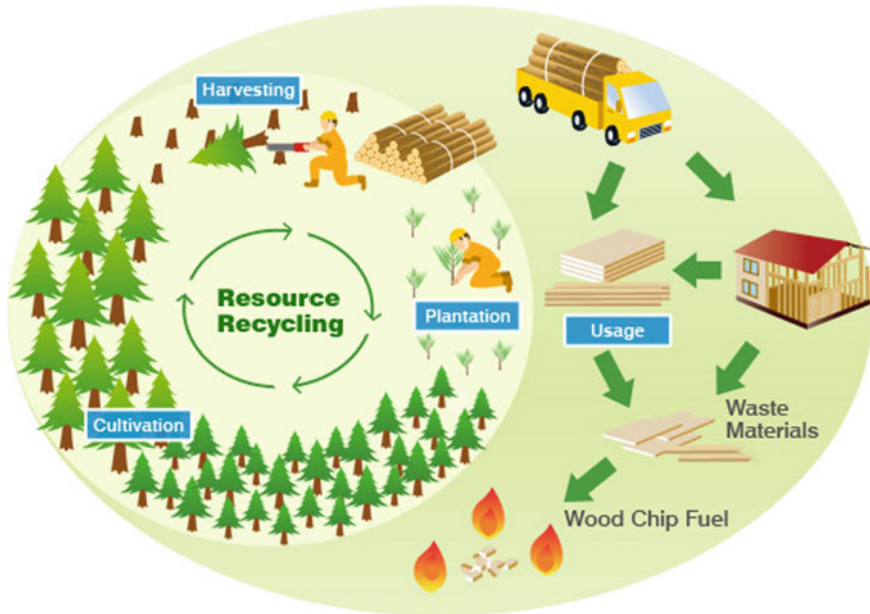 Harvesting
Resource
Recycling
Plantation
Usage
Cultivation
Waste
Materials
Wood Chip Fuel